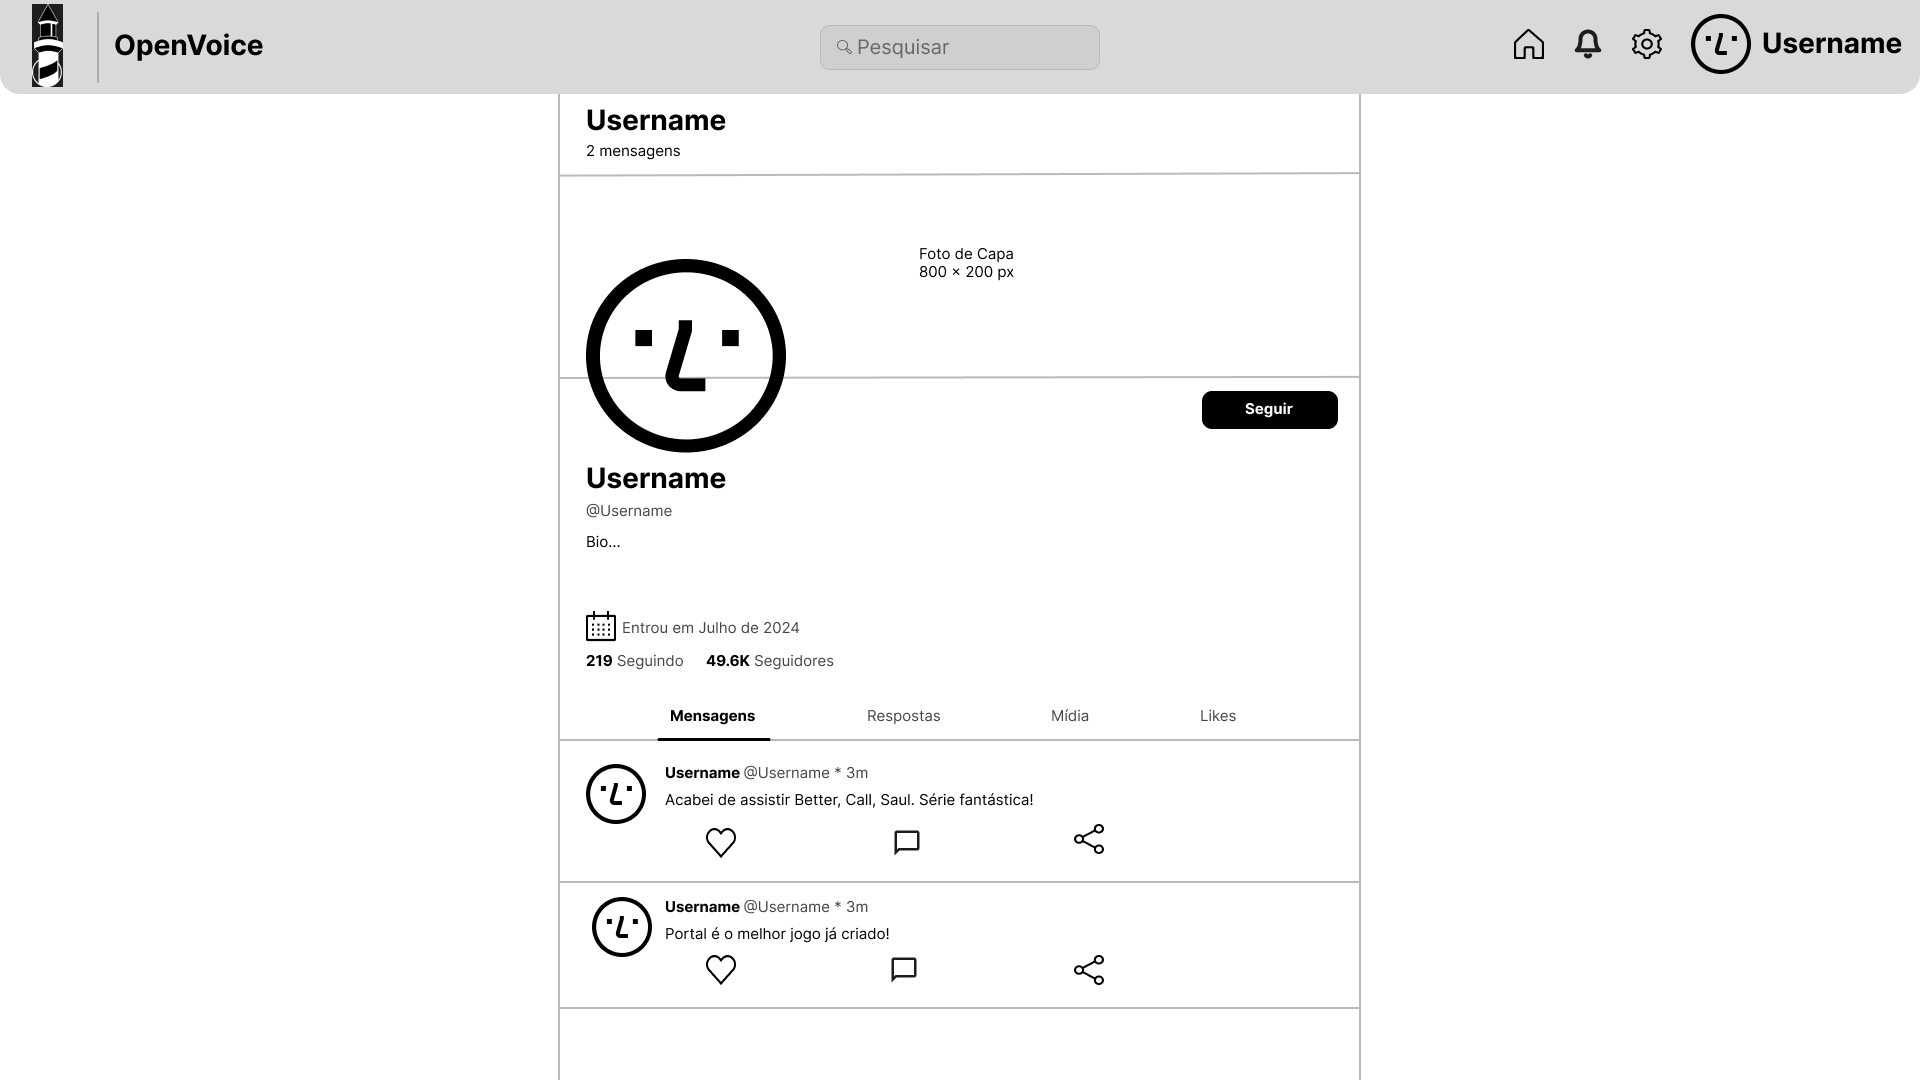 OpenVoice
Pesquisar
Username
Username
2 mensagens
Foto de Capa
800 × 200 px
Seguir
Username
@Username
Bio...
Entrou em Julho de 2024
219 Seguindo 49.6K Seguidores
Mensagens Respostas Mídia Likes
Username @Username * 3m
Acabei de assistir Better, Call, Saul. Série fantástica!
Username @Username * 3m
Portal é o melhor jogo já criado!